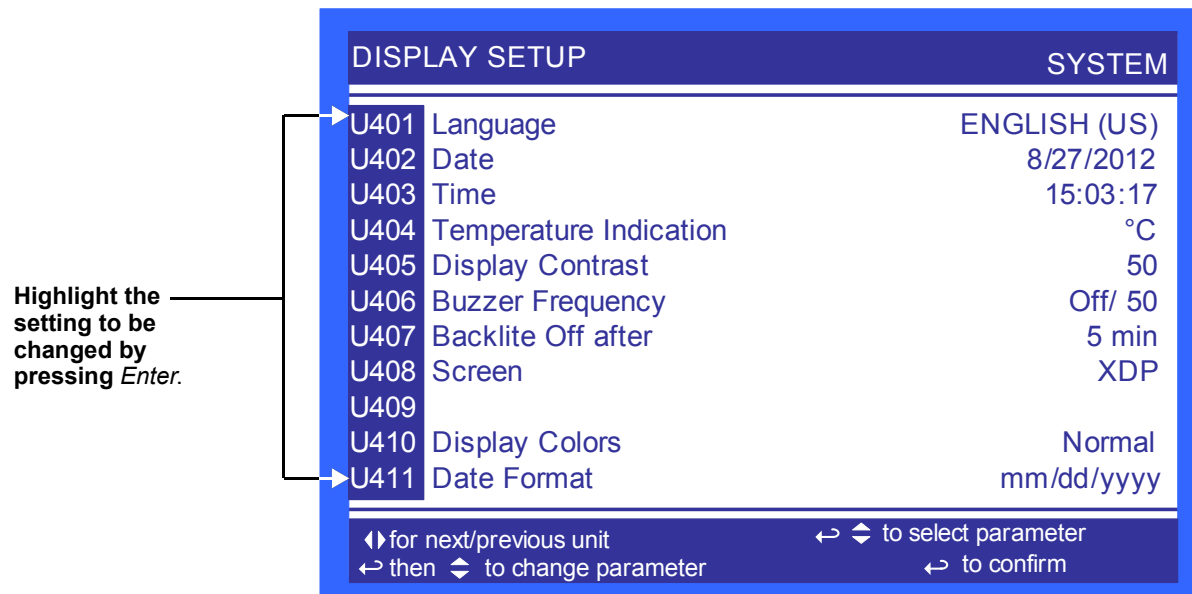 DISPLAY SETUP
SYSTEM
U401 Language ENGLISH (US)
U402 Date 8/27/2012
U403 Time 15:03:17
U404 Temperature Indication °C
U405 Display Contrast 50
U406 Buzzer Frequency Off/ 50
U407 Backlite Off after 5 min
U408 Screen XDP
U409
U410 Display Colors Normal
U411 Date Format mm/dd/yyyy
Highlight the
setting to be
changed by
pressing Enter.
for next/previous unit
↵ then to change parameter
↵ to select parameter
↵ to confirm